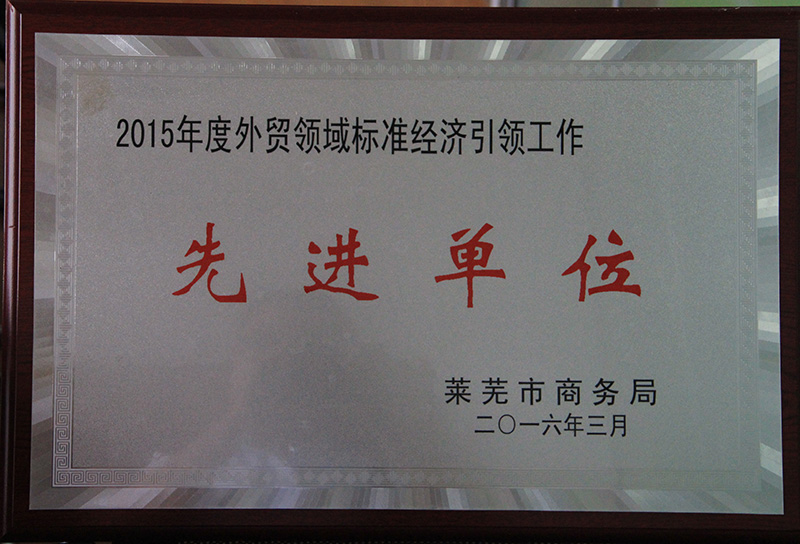 2015年度外贸领域标准经济引领工作
先进单位
莱芜市商务局
二〇一六年三月